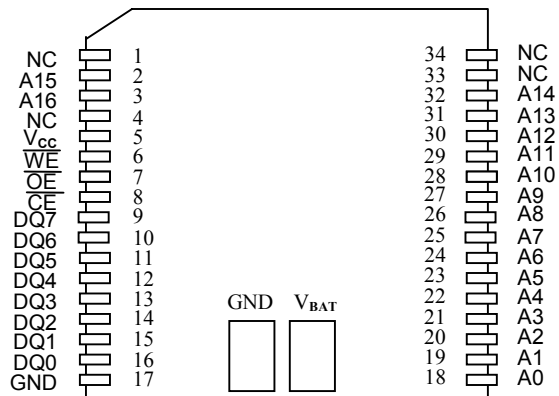 NC 1 34 NC
A15 2 33 NC
A16 3 32 A14
NC 4 31 A13
VCC 5 30 A12
WE 6 29 A11
OE 7 28 A10
CE 8 27 A9
DQ7 9 26 A8
DQ6 10 25 A7
DQ5 11 24 A6
DQ4 12 23 A5
DQ3 13 22 A4
DQ2 14 21 A3
DQ1 15 20 A2
DQ0 16 19 A1
GND 17 18 A0
GND VBAT